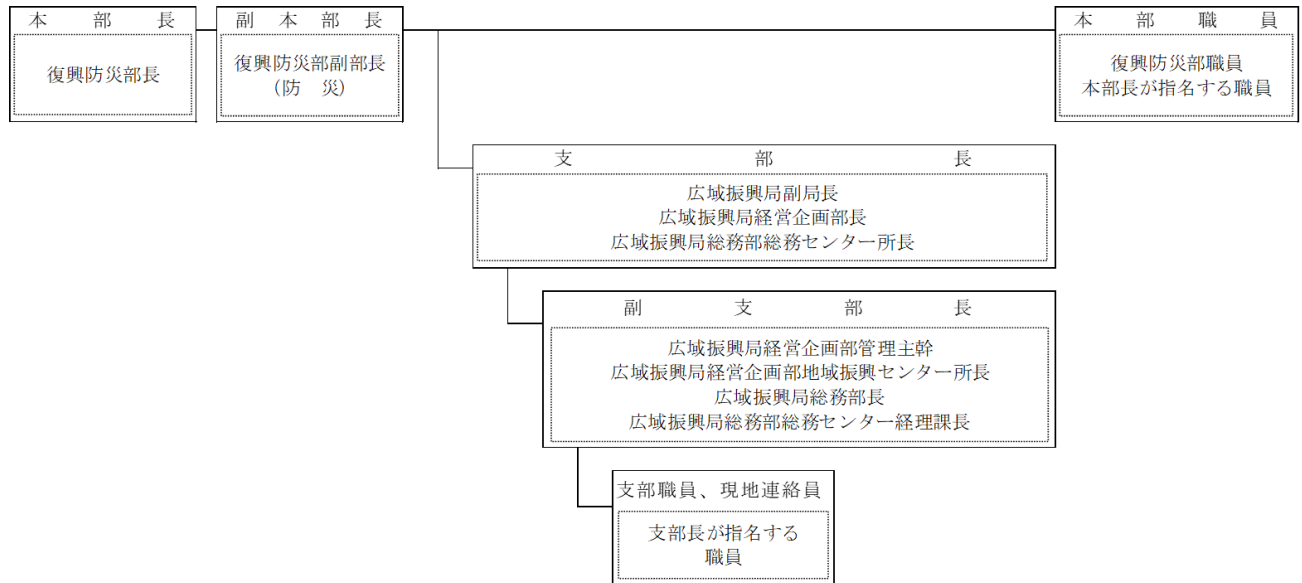 本部長
復興防災部長
副本部長
復興防災部副部長
（防　災）
本部職員
復興防災部職員
本部長が指名する職員
支部長
広域振興局副局長
広域振興局経営企画部長
広域振興局総務部総務センター所長
副支部長
広域振興局経営企画部管理主幹
広域振興局経営企画部地域振興センター所長
広域振興局総務部長
広域振興局総務部総務センター経理課長
支部職員、現地連絡員
支部長が指名する
職員